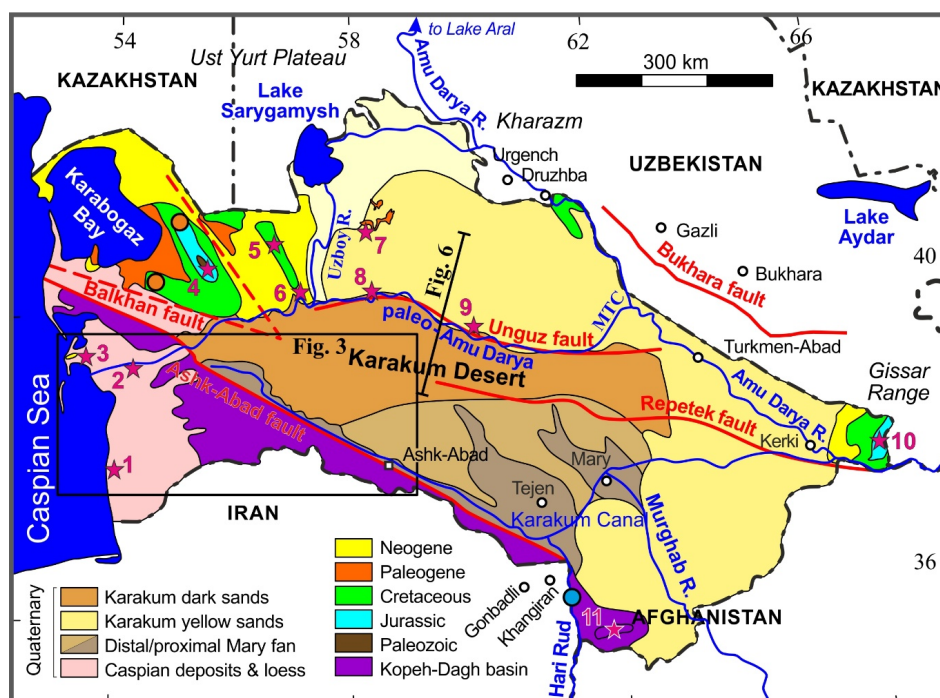 54
58
62
66
to Lake Aral
Ust Yurt Plateau
300 km
KAZAKHSTAN
KAZAKHSTAN
Lake
Sarygamysh
Amu Darya R.
Kharazm
Urgench
Druzhba
UZBEKISTAN
Karabogaz
Bay
Uzboy R.
Gazli
Lake
Aydar
40
Bukhara
Bukhara fault
4
5
6
7
8
9
Fig. 6
MTC
Balkhan fault
paleo-Amu Darya
Unguz fault
Turkmen-Abad
Fig. 3
Karakum Desert
Gissar
Range
3
2
1
Ashk-Abad fault
Repetek fault
Amu Darya R.
Kerki
10
Caspian Sea
Ashk-Abad
Mary
Tejen
Karakum Canal
Murghab R.
IRAN
36
Gonbadli
Khangiran
Hari Rud
11
AFGHANISTAN
Quaternary
Karakum dark sands
Karakum yellow sands
Distal/proximal Mary fan
Caspian deposits & loess
Neogene
Paleogene
Cretaceous
Jurassic
Paleozoic
Kopeh-Dagh basin